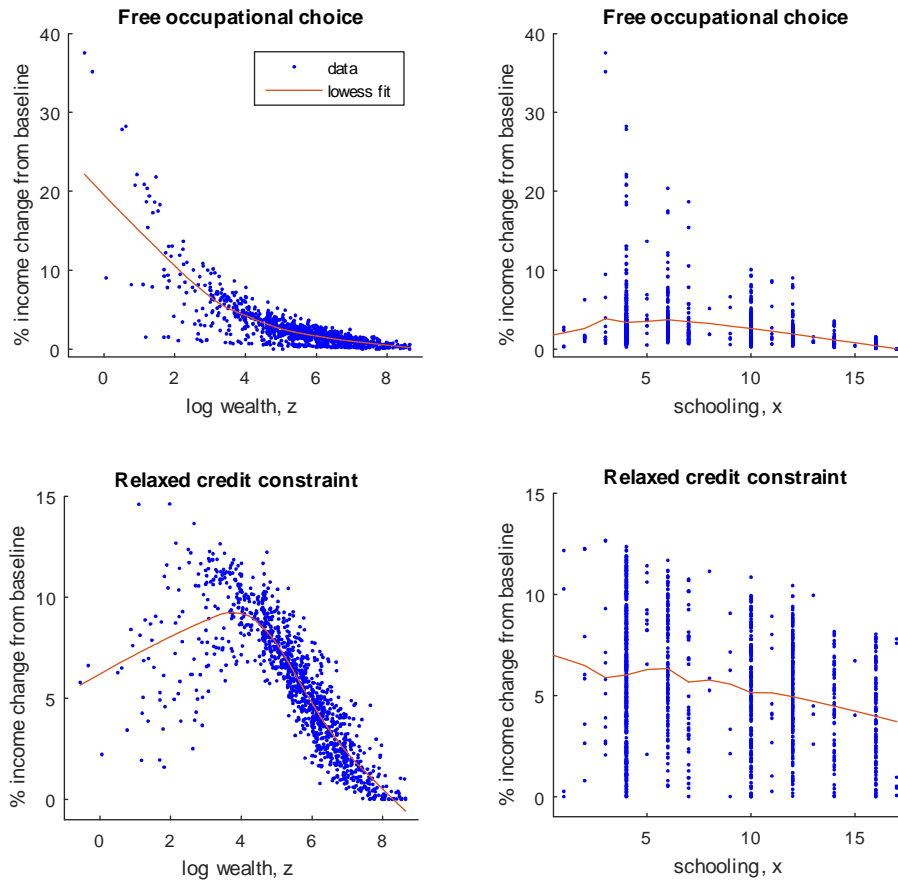 Free occupational choice
% income change from baseline
40
30
20
10
0
data
lowess fit
0
2
4
6
8
log wealth, z
Free occupational choice
% income change from baseline
40
30
20
10
0
5
10
15
schooling, x
Relaxed credit constraint
% income change from baseline
15
10
5
0
0
2
4
6
8
log wealth, z
Relaxed credit constraint
% income change from baseline
15
10
5
0
5
10
15
schooling, x